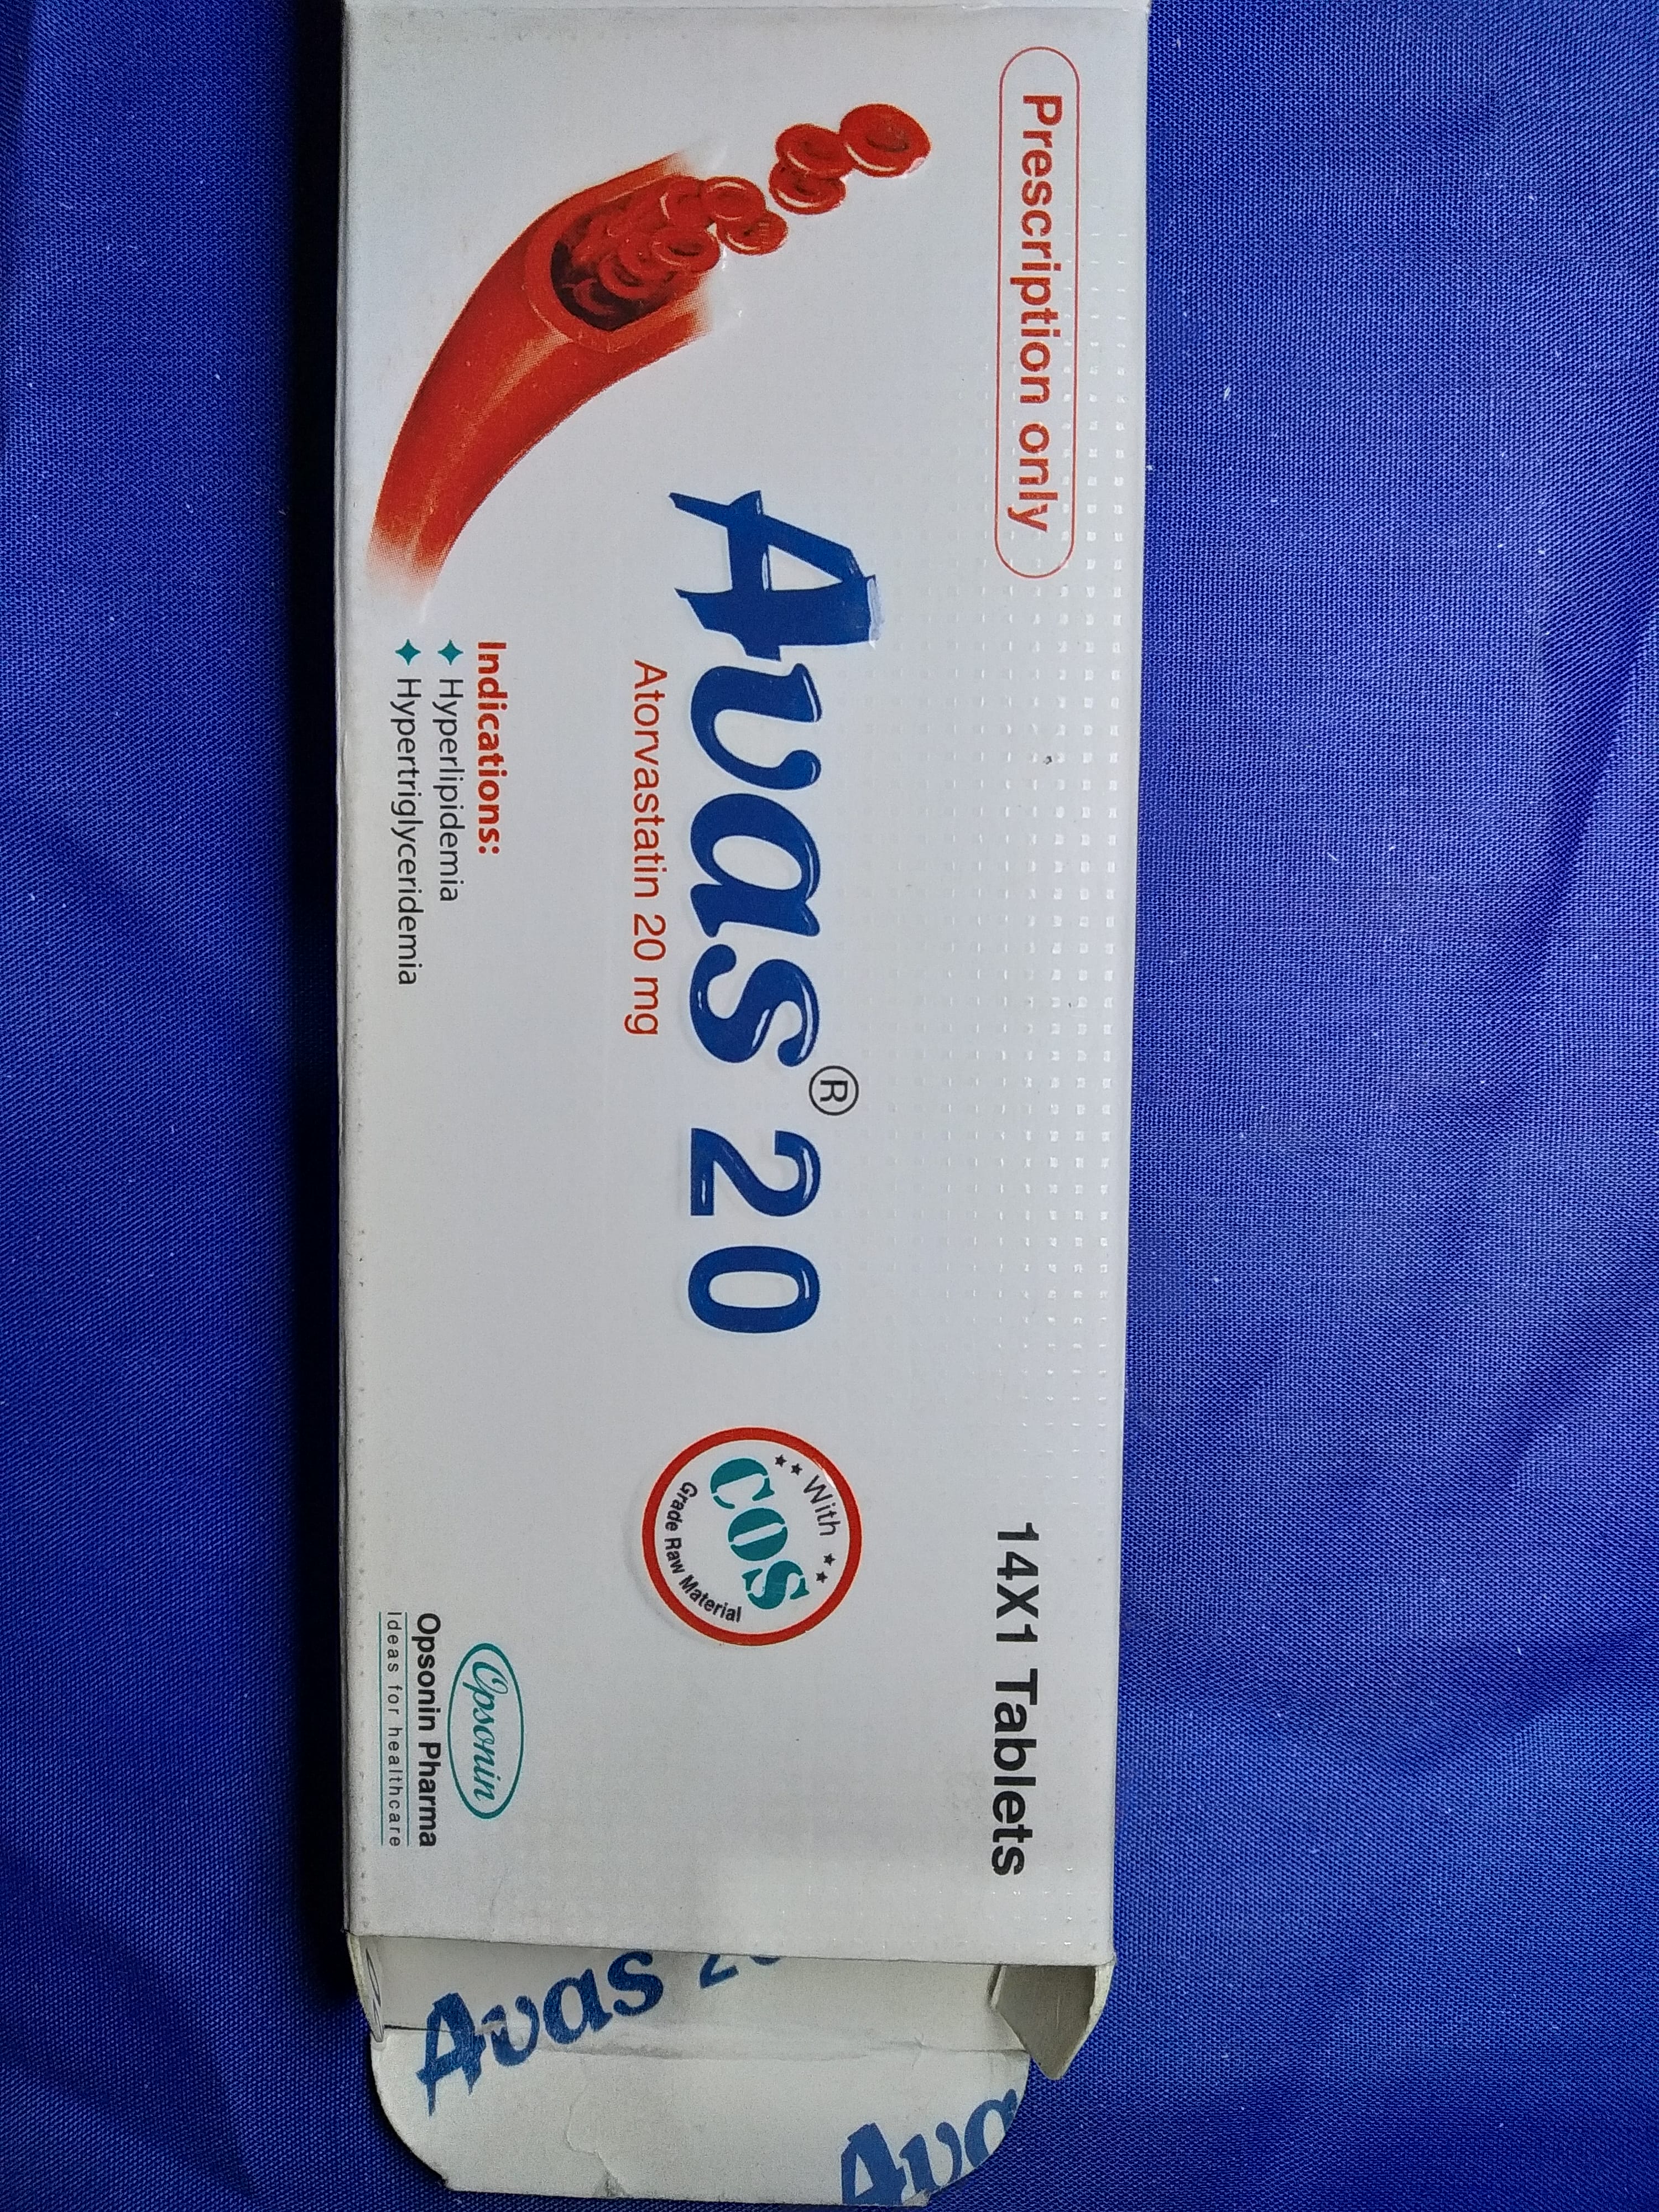 Prescription only
14X1 Tablets
Avas® 20
Atorvastatin 20 mg
With
COS
Grade Raw Material
Indications:
Hyperlipidemia
Hypertriglyceridemia
Opsonin
Opsonin Pharma
Ideas for healthcare
Avas